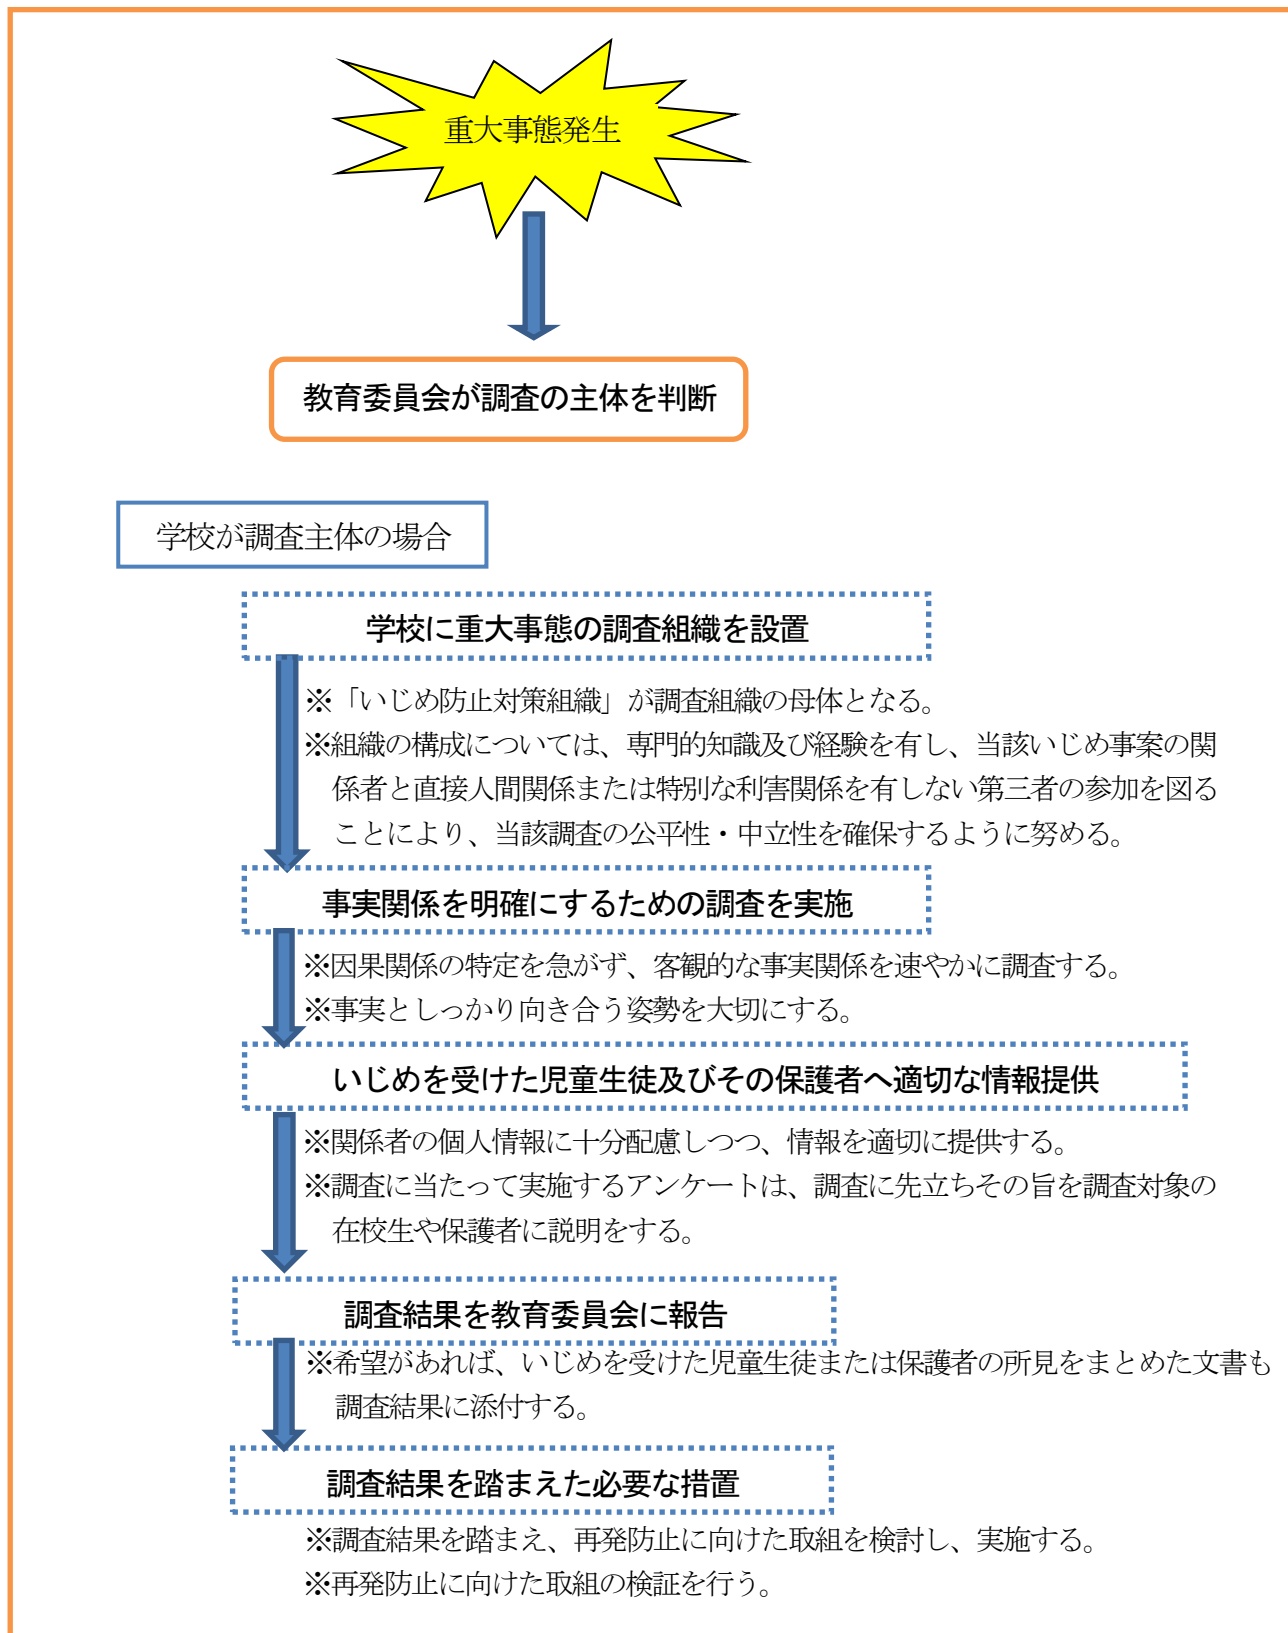 重大事態発生
教育委員会が調査の主体を判断
学校が調査主体の場合
学校に重大事態の調査組織を設置
※「いじめ防止対策組織」が調査組織の母体となる。
※組織の構成については、専門的知識及び経験を有し、当該いじめ事案の関
係者と直接人間関係または特別な利害関係を有しない第三者の参加を図る
ことにより、当該調査の公平性・中立性を確保するように努める。
事実関係を明確にするための調査を実施
※因果関係の特定を急がず、客観的な事実関係を速やかに調査する。
※事実としっかり向き合う姿勢を大切にする。
いじめを受けた児童生徒及びその保護者へ適切な情報提供
※関係者の個人情報に十分配慮しつつ、情報を適切に提供する。
※調査に当たって実施するアンケートは、調査に先立ちその旨を調査対象の
在校生や保護者に説明をする。
調査結果を教育委員会に報告
※希望があれば、いじめを受けた児童生徒または保護者の所見をまとめた文書も
調査結果に添付する。
調査結果を踏まえた必要な措置
※調査結果を踏まえ、再発防止に向けた取組を検討し、実施する。
※再発防止に向けた取組の検証を行う。